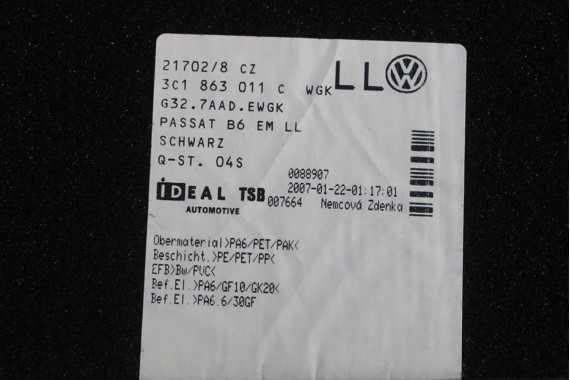 21702/8 CZ
3C1 863 011 C WGK LL
G32.7AAD.EWGK
PASSAT B6 EM LL
SCHWARZ
Q-ST. 04S
0088907
2007-01-22-01:17:01
IDEAL TSB 007664 Nemcová Zdenka
AUTOMOTIVE
Obermaterial>PA6/PET/PAK<
Beschicht.>PE/PET/PP<
EFB>Bw/PVC<
Bef.El.>PA6/GF10/GK20<
Bef.El.>PA6.6/30GF